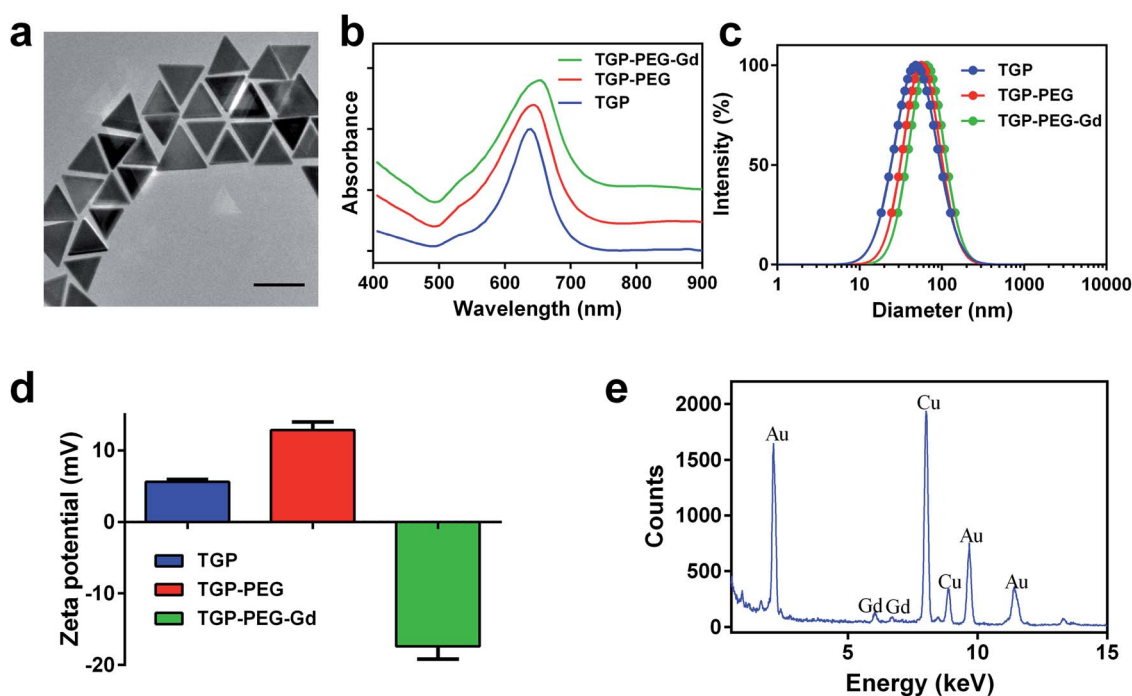 a
b
TGP-PEG-Gd
TGP-PEG
TGP
Absorbance
400 500 600 700 800 900
Wavelength (nm)
c
100
50
0
Intensity (%)
TGP
TGP-PEG
TGP-PEG-Gd
1 10 100 1000 10000
Diameter (nm)
d
10
0
-10
-20
Zeta potential (mV)
TGP
TGP-PEG
TGP-PEG-Gd
e
2000
1500
1000
500
0
Counts
Au
Gd
Gd
Cu
Cu
Au
Au
5 10 15
Energy (keV)